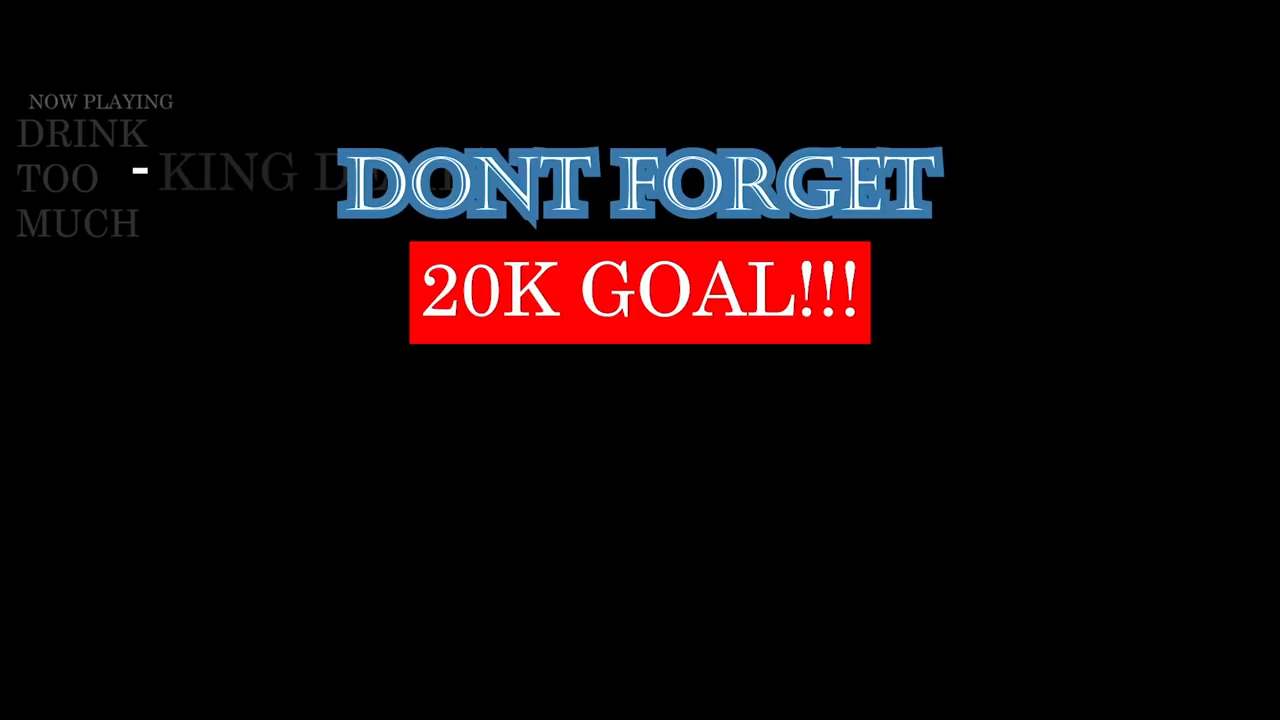 NOW PLAYING
DRINK
TOO
MUCH
- KING
DONT FORGET
20K GOAL!!!